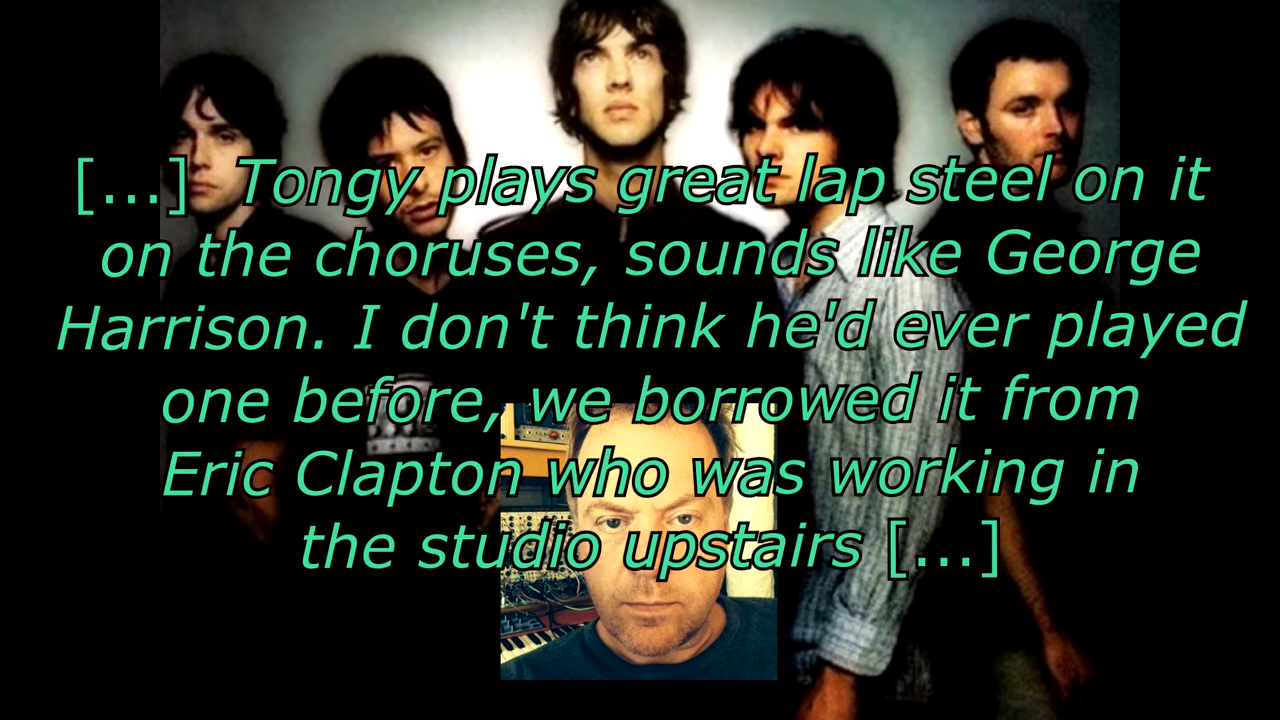 [...] Tongy plays great lap steel on it
on the choruses, sounds like George
Harrison. I don't think he'd ever played
one before, we borrowed it from
Eric Clapton who was working in
the studio upstairs [...]